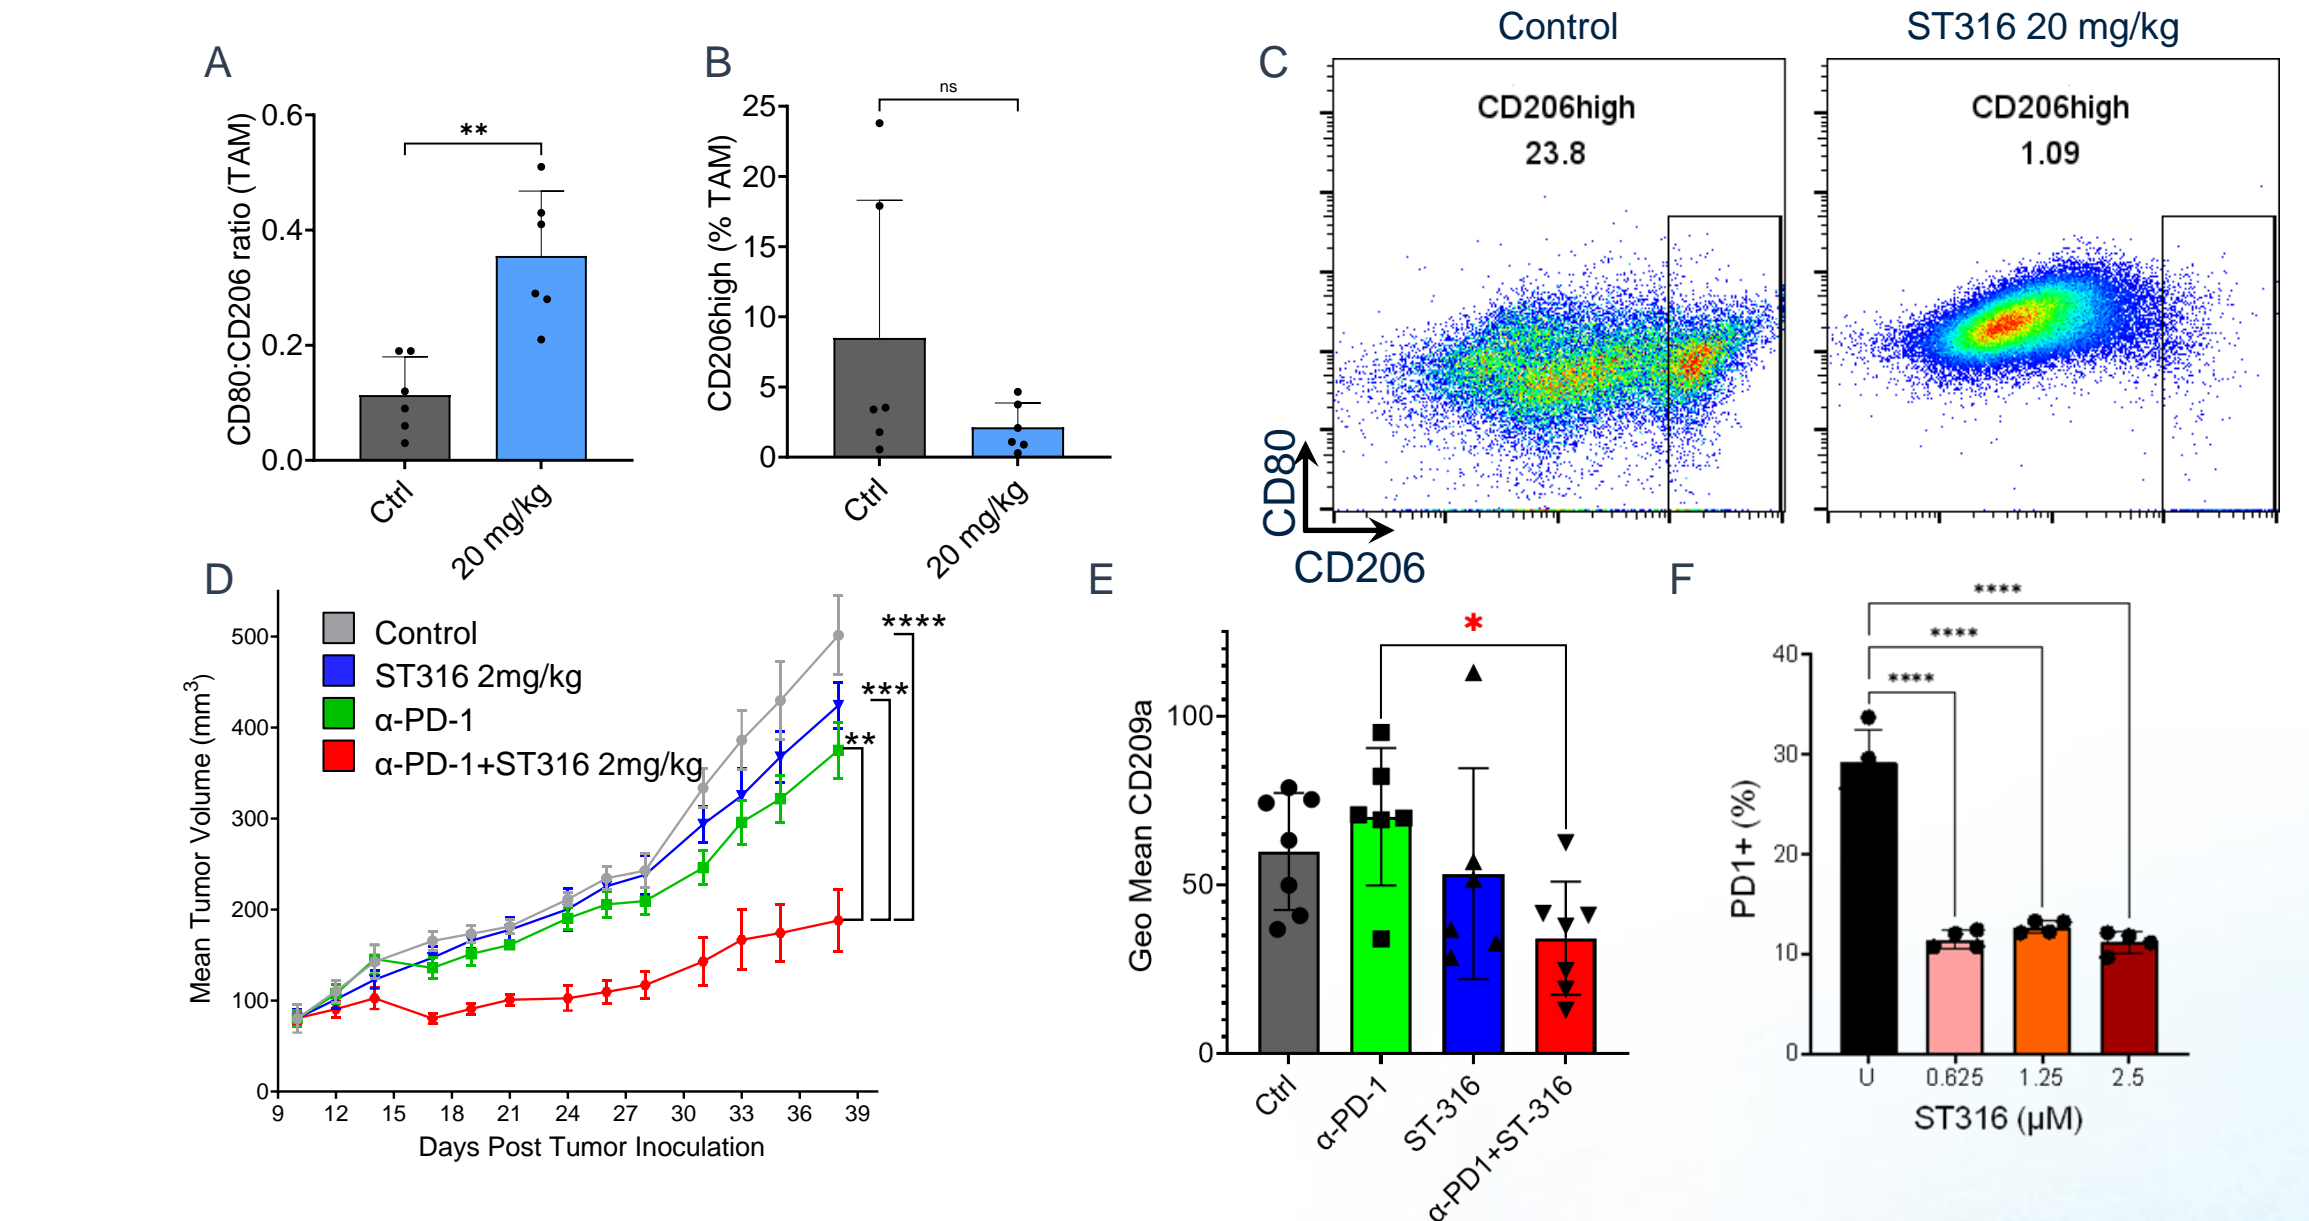 A
CD80:CD206 ratio (TAM)
0.6
0.4
0.2
0.0
**
Ctrl
20 mg/kg
B
CD206high (% TAM)
25
20
15
10
5
0
ns
Ctrl
20 mg/kg
C
Control
ST316 20 mg/kg
CD206high
23.8
CD206high
1.09
CD80
CD206
D
Mean Tumor Volume (mm3)
500
400
300
200
100
0
Control
ST316 2mg/kg
α-PD-1
α-PD-1+ST316 2mg/kg
****
***
**
9 12 15 18 21 24 27 30 33 36 39
Days Post Tumor Inoculation
E
Geo Mean CD209a
100
50
0
*
Ctrl
α-PD-1
ST-316
α-PD1+ST-316
F
PD1+ (%)
40
30
20
10
0
****
****
****
U 0.625 1.25 2.5
ST316 (µM)